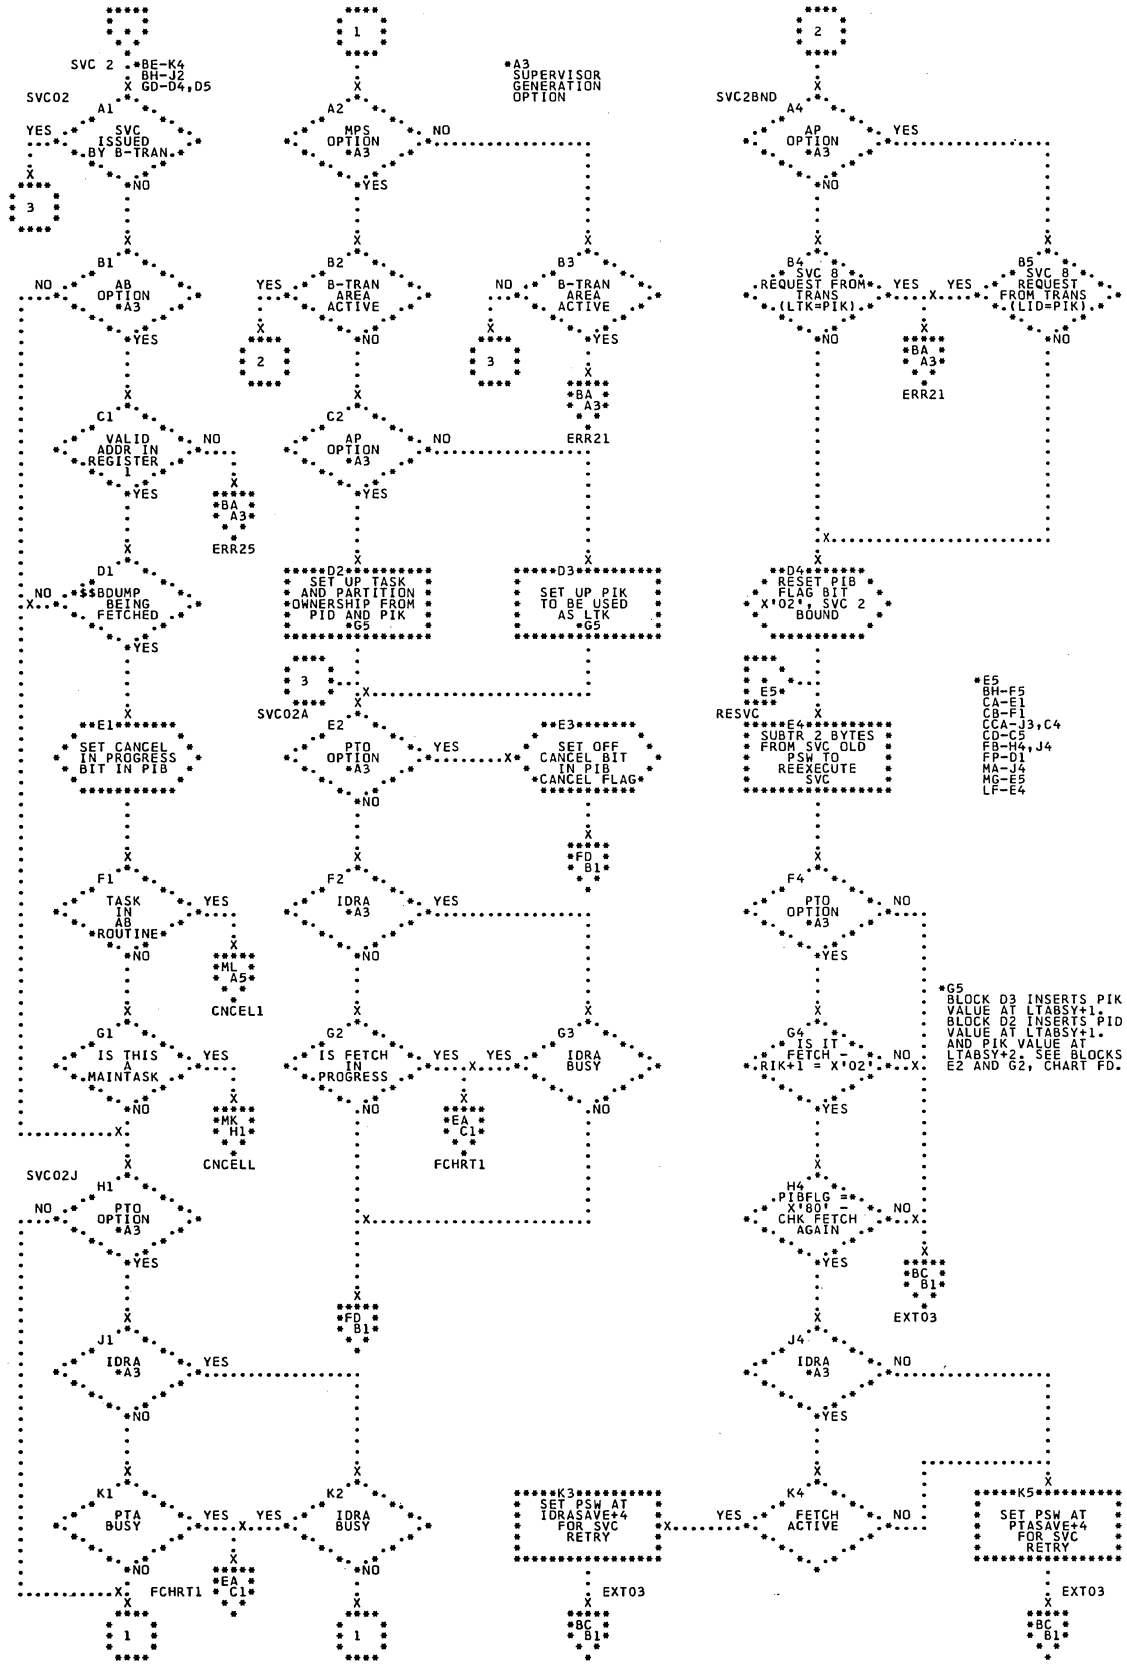 1
2
SVC 2
*BE-K4
BH-J2
GD-D4,D5
*A3
SUPERVISOR
GENERATION
OPTION
SVC02
A1
SVC
ISSUED
BY B-TRAN
YES
NO
3
A2
MPS
OPTION
*A3
NO
YES
SVC2BND
A4
AP
OPTION
*A3
YES
NO
B1
AB
OPTION
*A3
NO
YES
B2
B-TRAN
AREA
ACTIVE
YES
NO
2
B3
B-TRAN
AREA
ACTIVE
NO
YES
3
BA
A3
ERR21
B4
SVC 8
REQUEST FROM
TRANS
(LTK=PIK)
YES
NO
B5
SVC 8
REQUEST
FROM TRANS
(LID=PIK)
YES
NO
BA
A3
ERR21
C1
VALID
ADDR IN
REGISTER
1
NO
YES
BA
A3
ERR25
C2
AP
OPTION
*A3
NO
YES
D1
$$BDUMP
BEING
FETCHED
NO
YES
D2
SET UP TASK
AND PARTITION
OWNERSHIP FROM
PID AND PIK
*G5
D3
SET UP PIK
TO BE USED
AS LTK
*G5
D4
RESET PIB
FLAG BIT
X'02', SVC 2
BOUND
3
SVC02A
E5
RESVC
*E5
BH-F5
CA-E1
CB-F1
CCA-J3,C4
CD-C5
FB-H4,J4
FP-D1
MA-J4
MG-E5
LF-E4
E1
SET CANCEL
IN PROGRESS
BIT IN PIB
E2
PTO
OPTION
*A3
YES
NO
E3
SET OFF
CANCEL BIT
IN PIB
CANCEL FLAG
FD
B1
E4
SUBTR 2 BYTES
FROM SVC OLD
PSW TO
REEXECUTE
SVC
F1
TASK
IN
AB
ROUTINE
YES
NO
ML
A5
CNCEL1
F2
IDRA
*A3
YES
NO
F4
PTO
OPTION
*A3
NO
YES
*G5
BLOCK D3 INSERTS PIK
VALUE AT LTABSY+1.
BLOCK D2 INSERTS PID
VALUE AT LTABSY+1.
AND PIK VALUE AT
LTABSY+2. SEE BLOCKS
E2 AND G2, CHART FD.
G1
IS THIS
A
MAINTASK
YES
NO
MK
H1
CNCELL
G2
IS FETCH
IN
PROGRESS
YES
NO
G3
IDRA
BUSY
YES
NO
EA
C1
FCHRT1
G4
IS IT
FETCH -
RIK+1 = X'02'
NO
YES
SVC02J
H1
PTO
OPTION
*A3
NO
YES
H4
PIBFLG =
X'80' -
CHK FETCH
AGAIN
NO
YES
BC
B1
EXT03
FD
B1
J1
IDRA
*A3
YES
NO
J4
IDRA
*A3
NO
YES
K1
PTA
BUSY
YES
NO
K2
IDRA
BUSY
YES
NO
FCHRT1
EA
C1
K3
SET PSW AT
IDRASAVE+4
FOR SVC
RETRY
K4
FETCH
ACTIVE
YES
NO
K5
SET PSW AT
PTASAVE+4
FOR SVC
RETRY
1
1
EXT03
BC
B1
EXT03
BC
B1